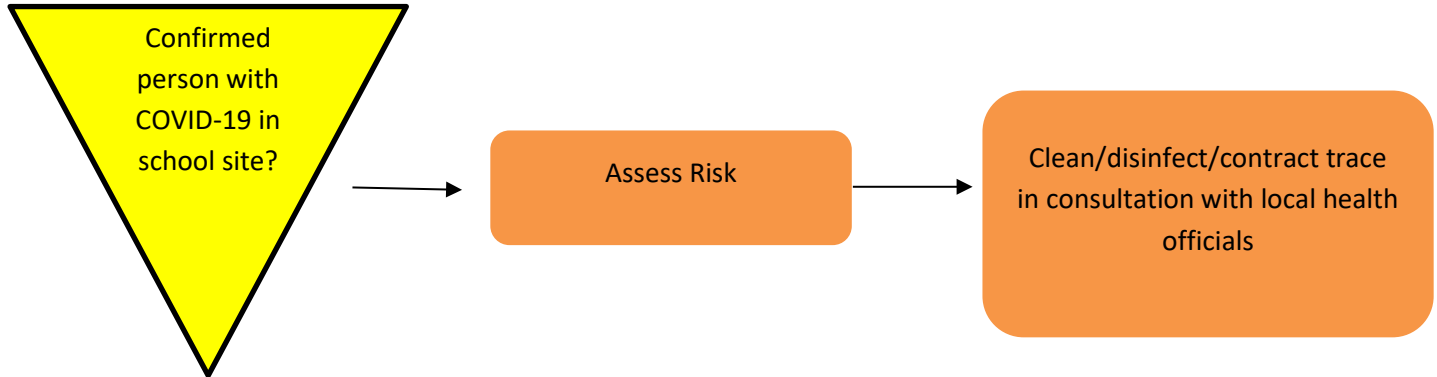 Confirmed
person with
COVID-19 in
school site?
Assess Risk
Clean/disinfect/contract trace
in consultation with local health
officials